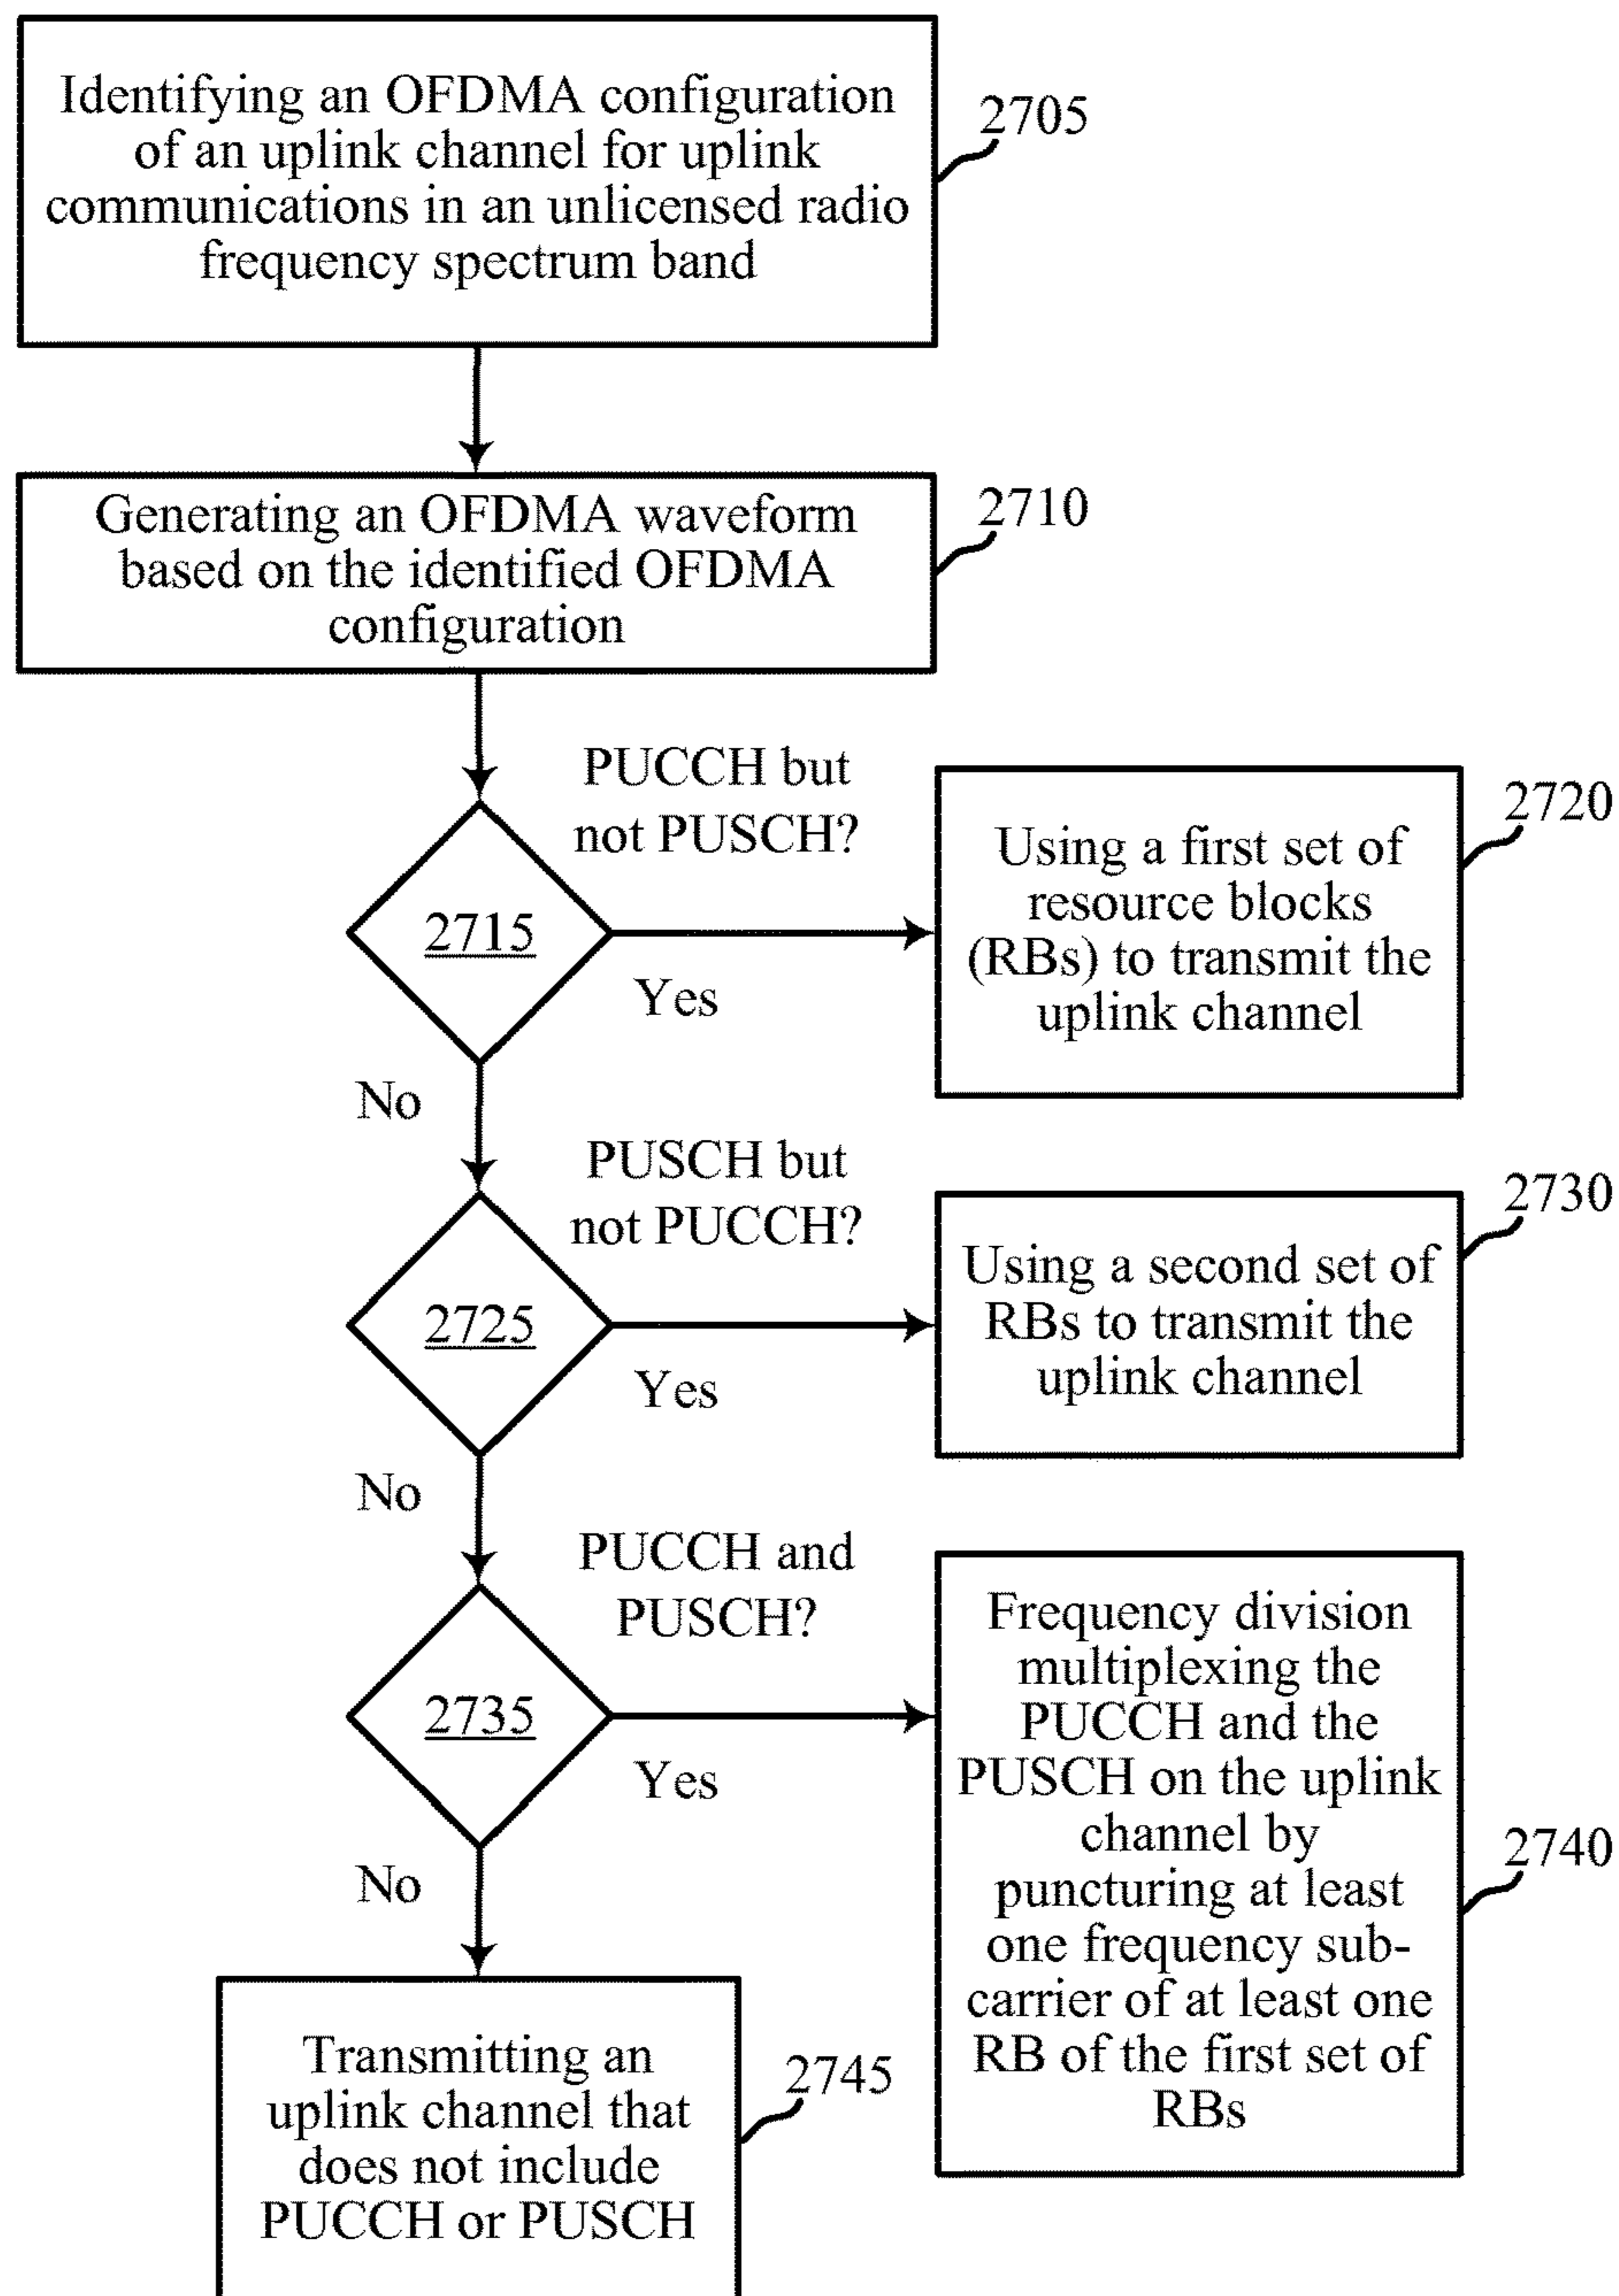 Identifying an OFDMA configuration
of an uplink channel for uplink
communications in an unlicensed radio
frequency spectrum band
2705
Generating an OFDMA waveform
based on the identified OFDMA
configuration
2710
PUCCH but
not PUSCH?
2715
Yes
No
Using a first set of
resource blocks
(RBs) to transmit the
uplink channel
2720
PUSCH but
not PUCCH?
2725
Yes
No
Using a second set of
RBs to transmit the
uplink channel
2730
PUCCH and
PUSCH?
2735
Yes
No
Frequency division
multiplexing the
PUCCH and the
PUSCH on the uplink
channel by
puncturing at least
one frequency sub-
carrier of at least one
RB of the first set of
RBs
2740
Transmitting an
uplink channel that
does not include
PUCCH or PUSCH
2745